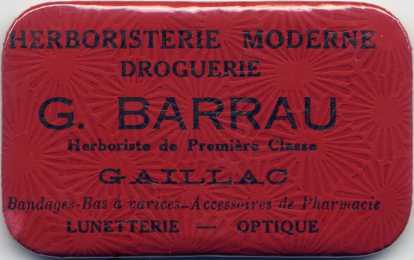 HERBORISTERIE MODERNE
DROGUERIE
G. BARRAU
Herboriste de Première Classe
GAILLAC
Bandages-Bas à varices-Accessoires de Pharmacie
LUNETTERIE — OPTIQUE